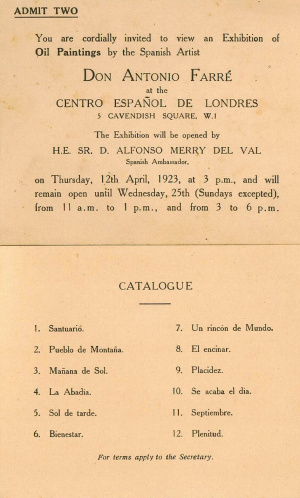 ADMIT TWO
You are cordially invited to view an Exhibition of
Oil Paintings by the Spanish Artist
DON ANTONIO FARRÉ
at the
CENTRO ESPAÑOL DE LONDRES
5 CAVENDISH SQUARE, W.1
The Exhibition will be opened by
H.E. SR. D. ALFONSO MERRY DEL VAL
Spanish Ambassador,
on Thursday, 12th April, 1923, at 3 p.m., and will
remain open until Wednesday, 25th (Sundays excepted),
from 11 a.m. to 1 p.m., and from 3 to 6 p.m.
CATALOGUE
1. Santuarió.
2. Pueblo de Montaña.
3. Mañana de Sol.
4. La Abadía.
5. Sol de tarde.
6. Bienestar.
7. Un rincón de Mundo.
8. El encinar.
9. Placidez.
10. Se acaba el dia.
11. Septiembre.
12. Plenitud.
For terms apply to the Secretary.